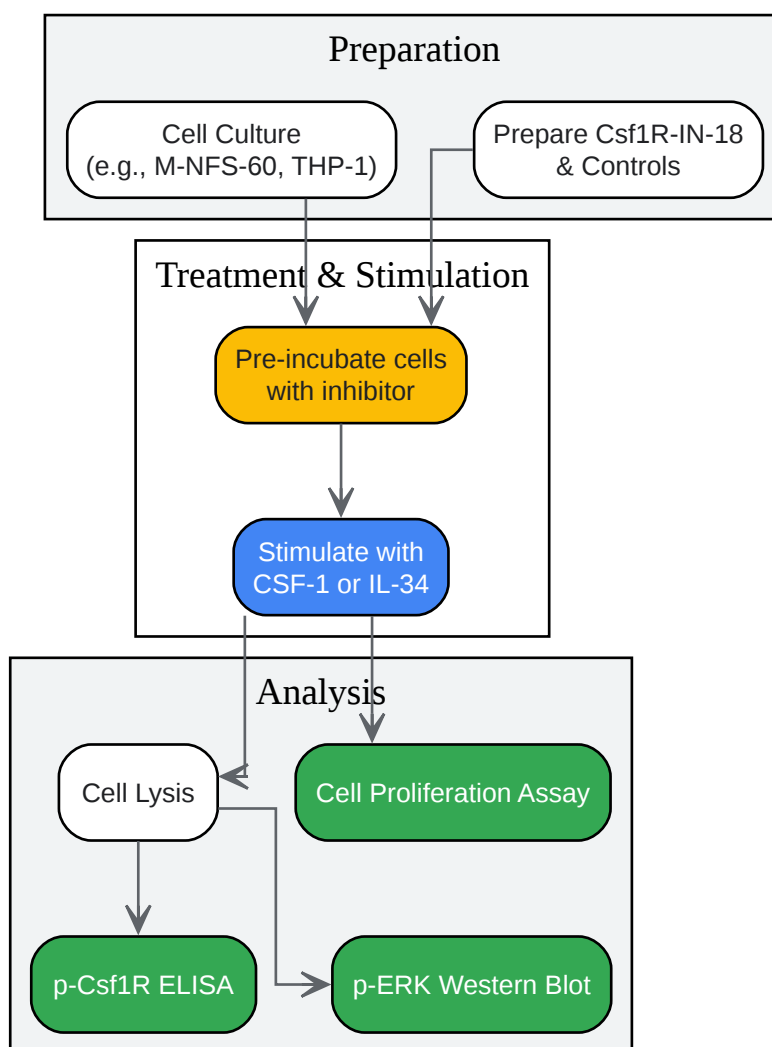 Preparation
Cell Culture
(e.g., M-NFS-60, THP-1)
Prepare Csf1R-IN-18
& Controls
Treatment & Stimulation
Pre-incubate cells
with inhibitor
Stimulate with
CSF-1 or IL-34
Analysis
Cell Lysis
Cell Proliferation Assay
p-Csf1R ELISA
p-ERK Western Blot